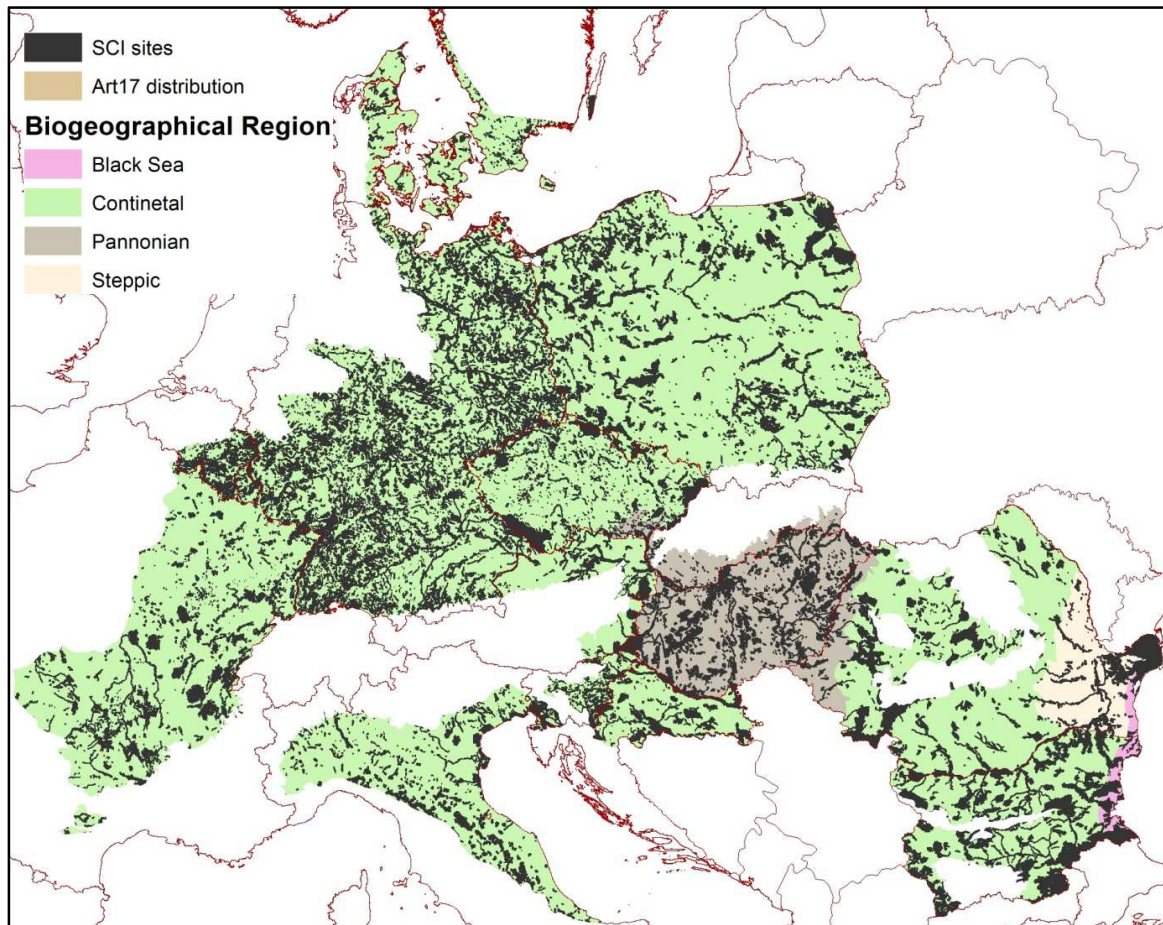 SCI sites
Art17 distribution
Biogeographical Region
Black Sea
Continetal
Pannonian
Steppic